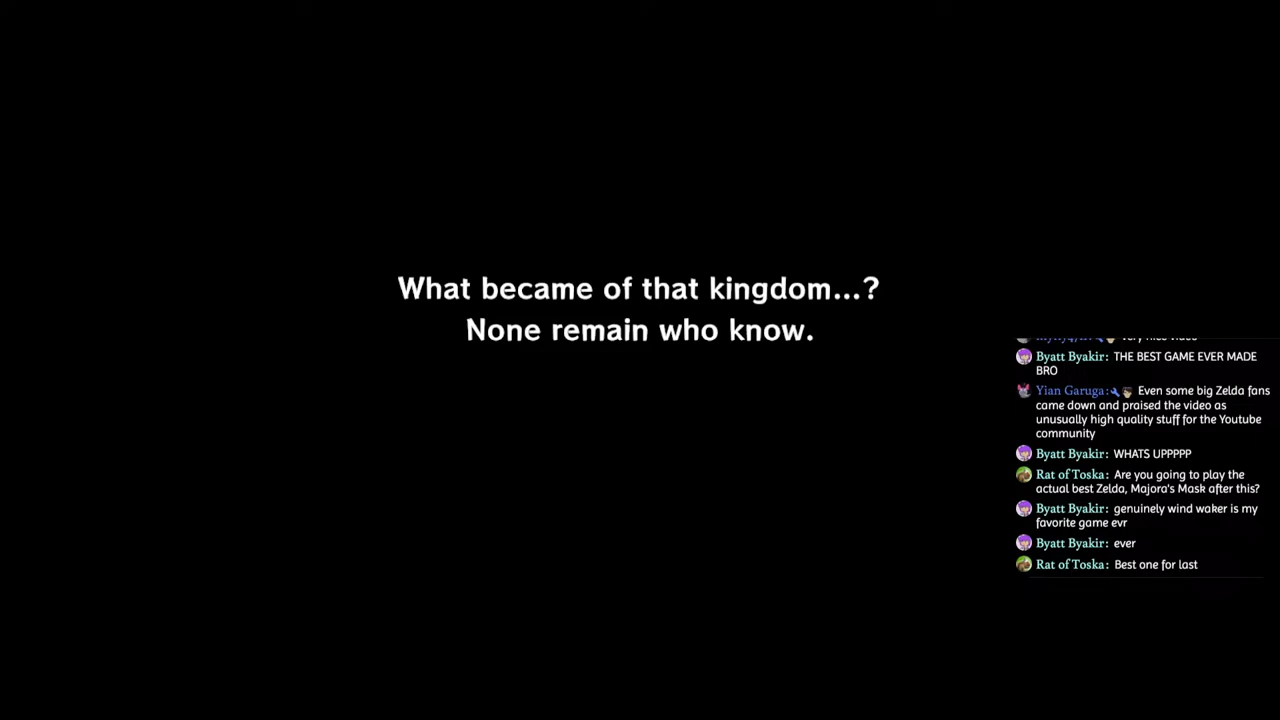 What became of that kingdom...?
None remain who know.
Very nice video
Byatt Byakir: THE BEST GAME EVER MADE
BRO
Yian Garuga: Even some big Zelda fans
came down and praised the video as
unusually high quality stuff for the Youtube
community
Byatt Byakir: WHATS UPPPPP
Rat of Toska: Are you going to play the
actual best Zelda, Majora's Mask after this?
Byatt Byakir: genuinely wind waker is my
favorite game evr
Byatt Byakir: ever
Rat of Toska: Best one for last